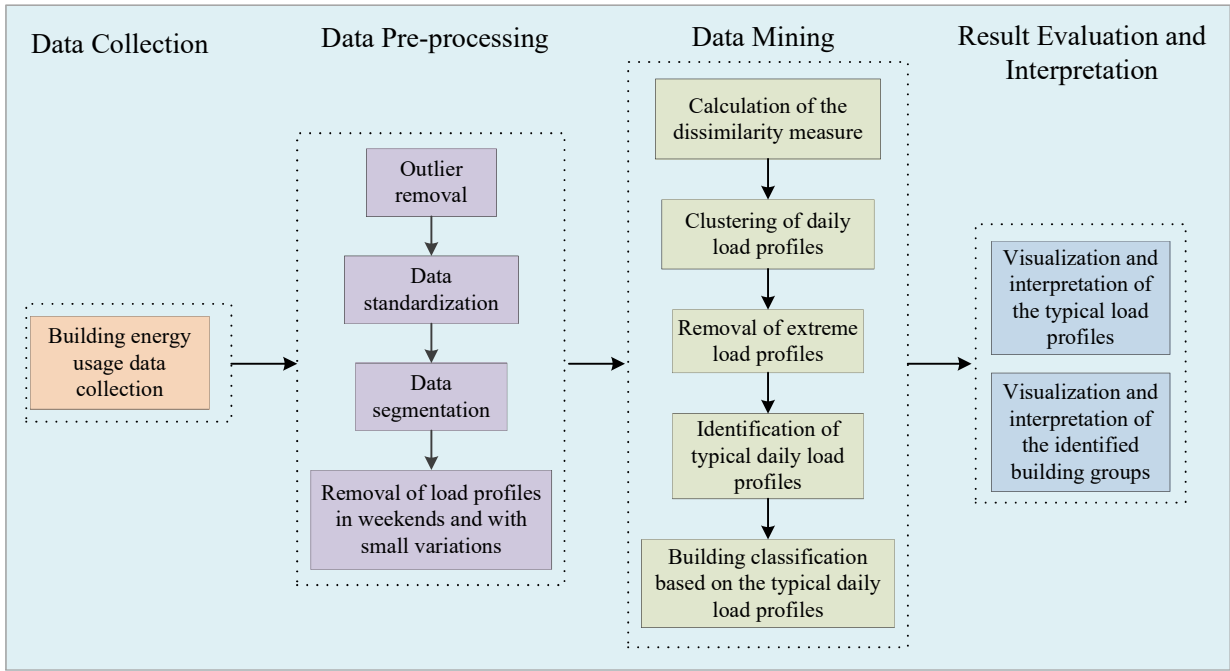 Data Collection
Building energy
usage data
collection
Data Pre-processing
Outlier
removal
Data
standardization
Data
segmentation
Removal of load profiles
in weekends and with
small variations
Data Mining
Calculation of the
dissimilarity measure
Clustering of daily
load profiles
Removal of extreme
load profiles
Identification of
typical daily load
profiles
Building classification
based on the typical daily
load profiles
Result Evaluation and
Interpretation
Visualization and
interpretation of
the typical load
profiles
Visualization and
interpretation of
the identified
building groups